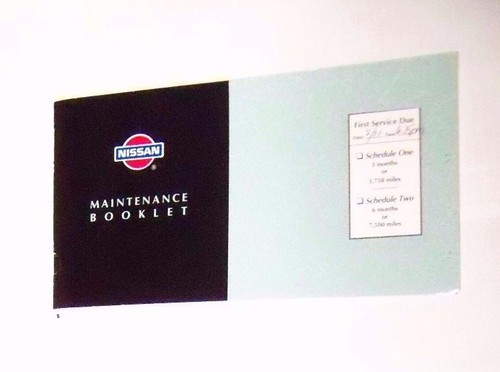 NISSAN
®
MAINTENANCE
BOOKLET
First Service Due
Schedule One
3 months
or
3,750 miles
Schedule Two
6 months
or
7,500 miles